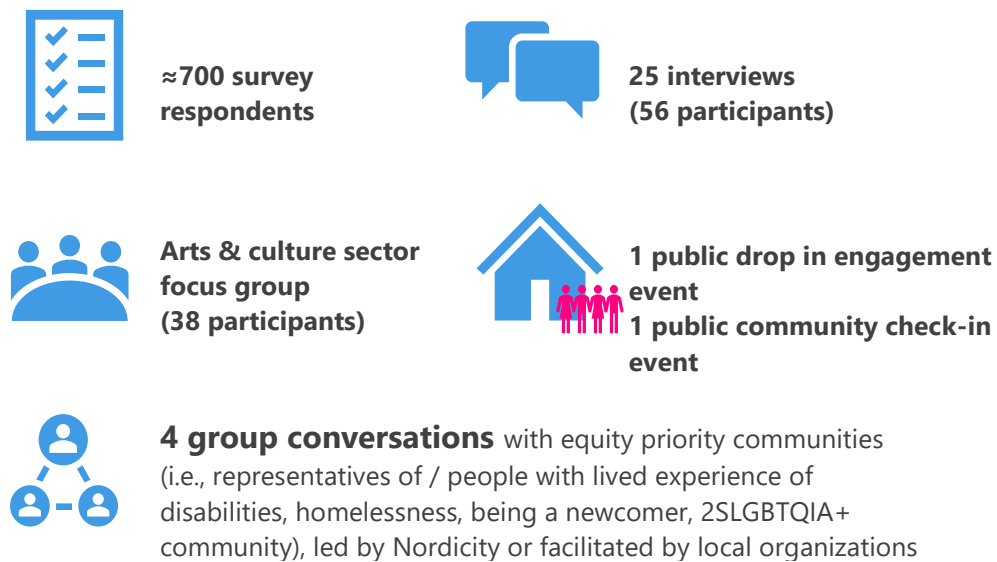 ≈700 survey
respondents
25 interviews
(56 participants)
Arts & culture sector
focus group
(38 participants)
1 public drop in engagement
event
1 public community check-in
event
4 group conversations with equity priority communities
(i.e., representatives of / people with lived experience of
disabilities, homelessness, being a newcomer, 2SLGBTQIA+
community), led by Nordicity or facilitated by local organizations